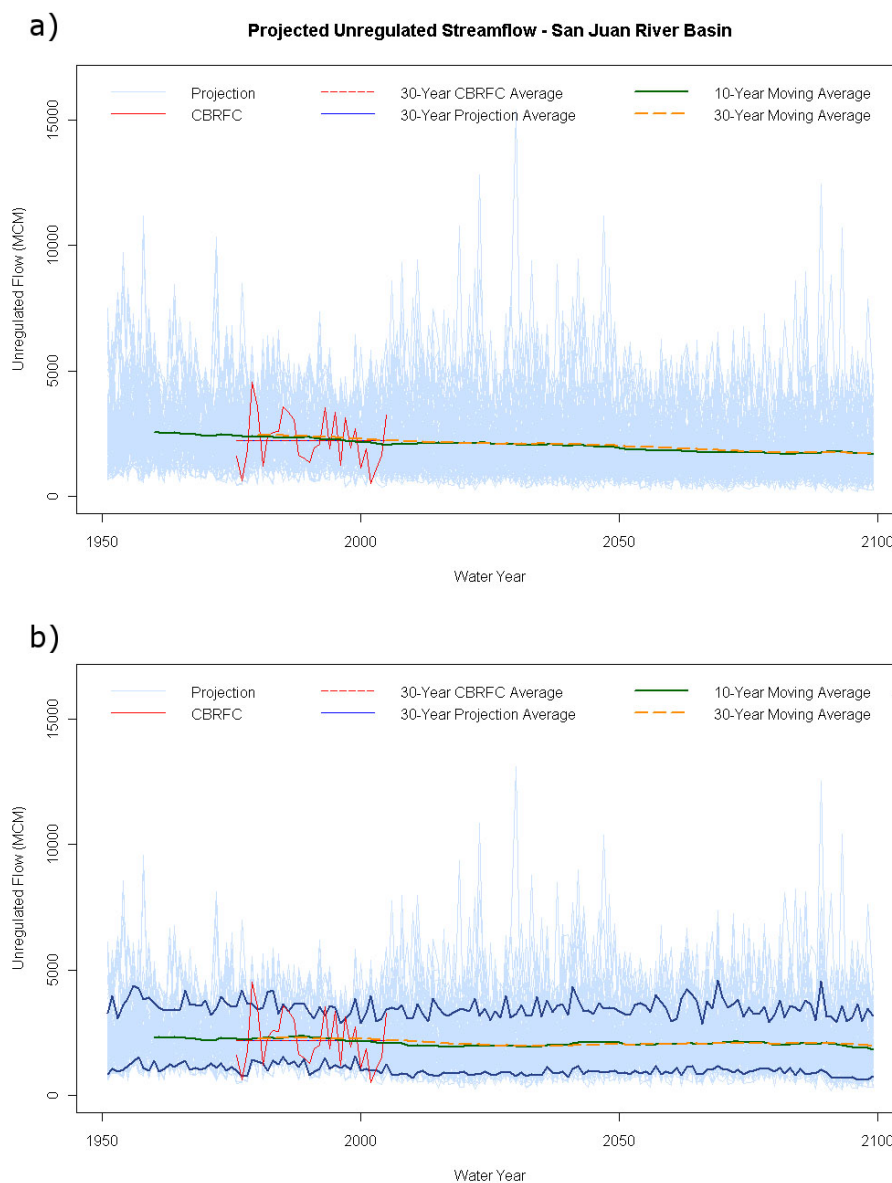 a)
Projected Unregulated Streamflow - San Juan River Basin
Projection
30-Year CBRFC Average
10-Year Moving Average
CBRFC
30-Year Projection Average
30-Year Moving Average
15000
10000
5000
0
Unregulated Flow (MCM)
1950
2000
2050
2100
Water Year
b)
Projection
30-Year CBRFC Average
10-Year Moving Average
CBRFC
30-Year Projection Average
30-Year Moving Average
15000
10000
5000
0
Unregulated Flow (MCM)
1950
2000
2050
2100
Water Year